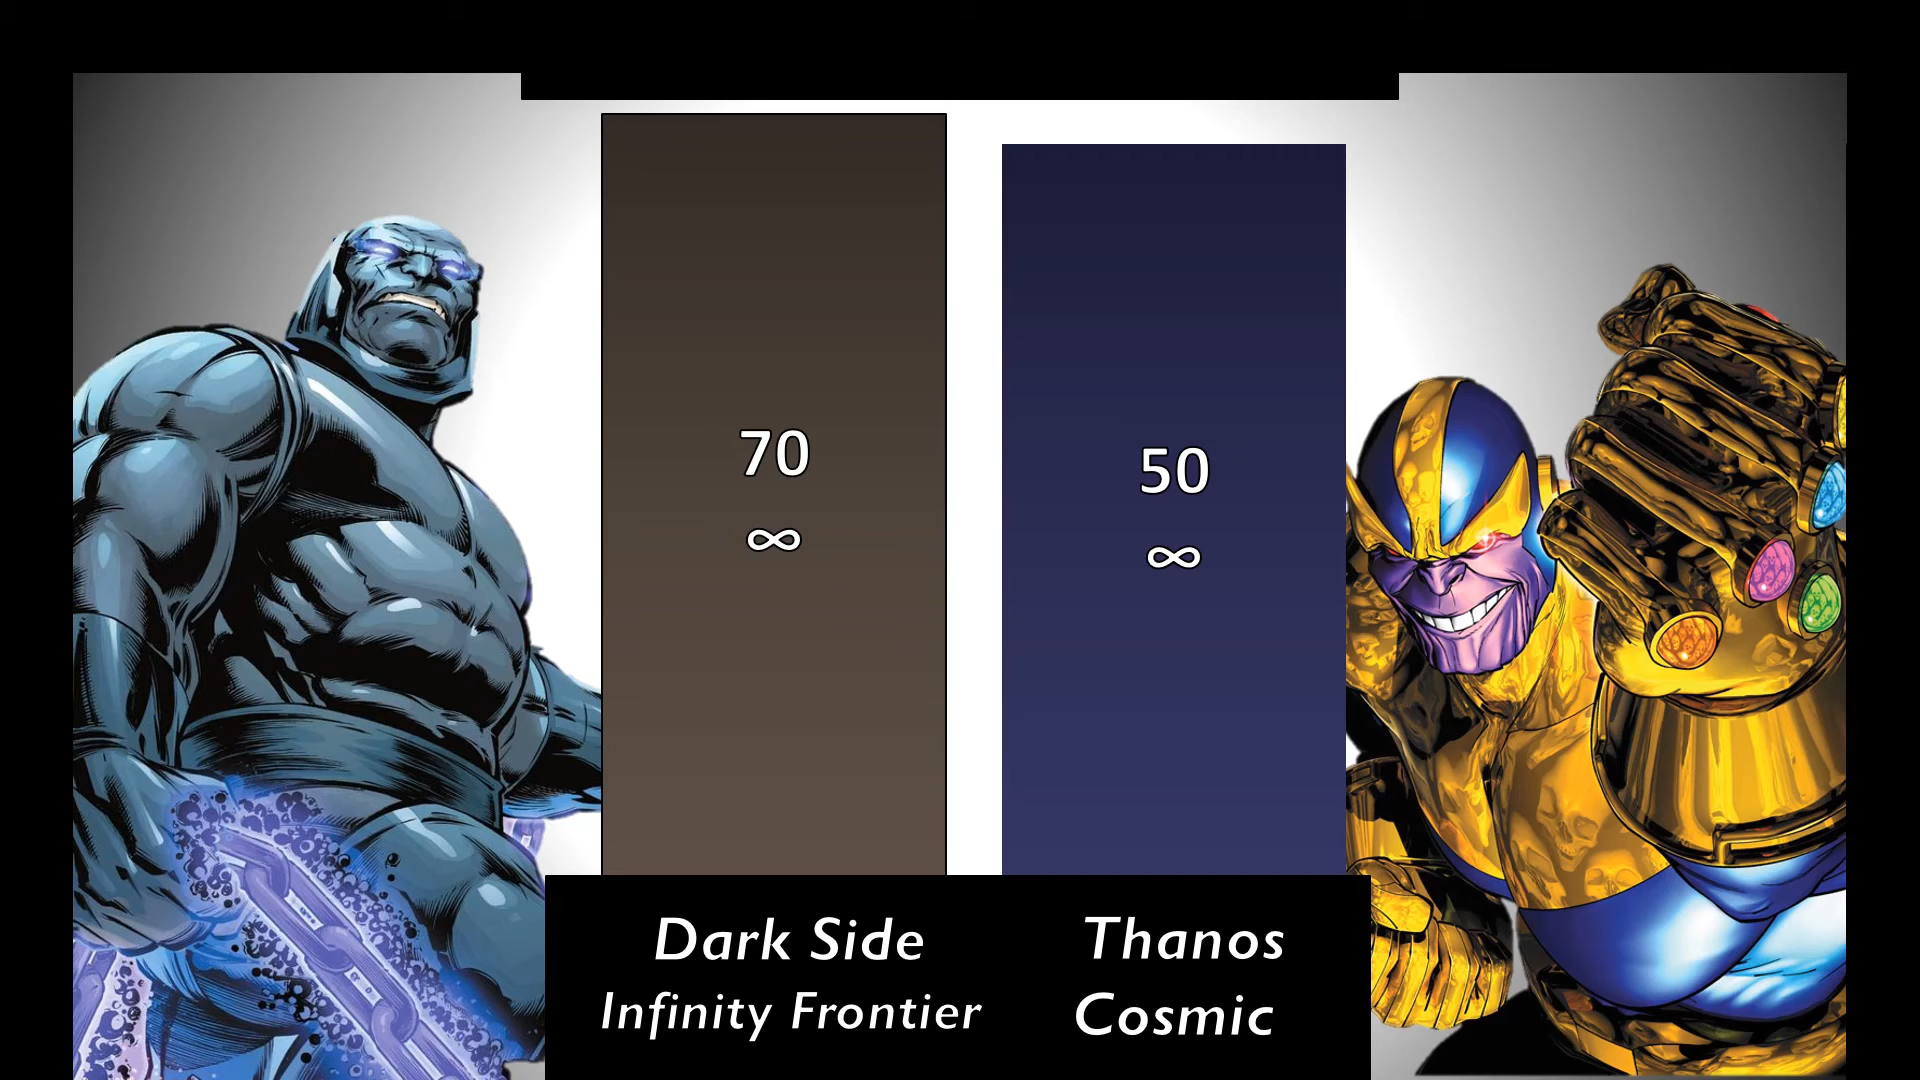 70
∞
50
∞
Dark Side
Infinity Frontier
Thanos
Cosmic